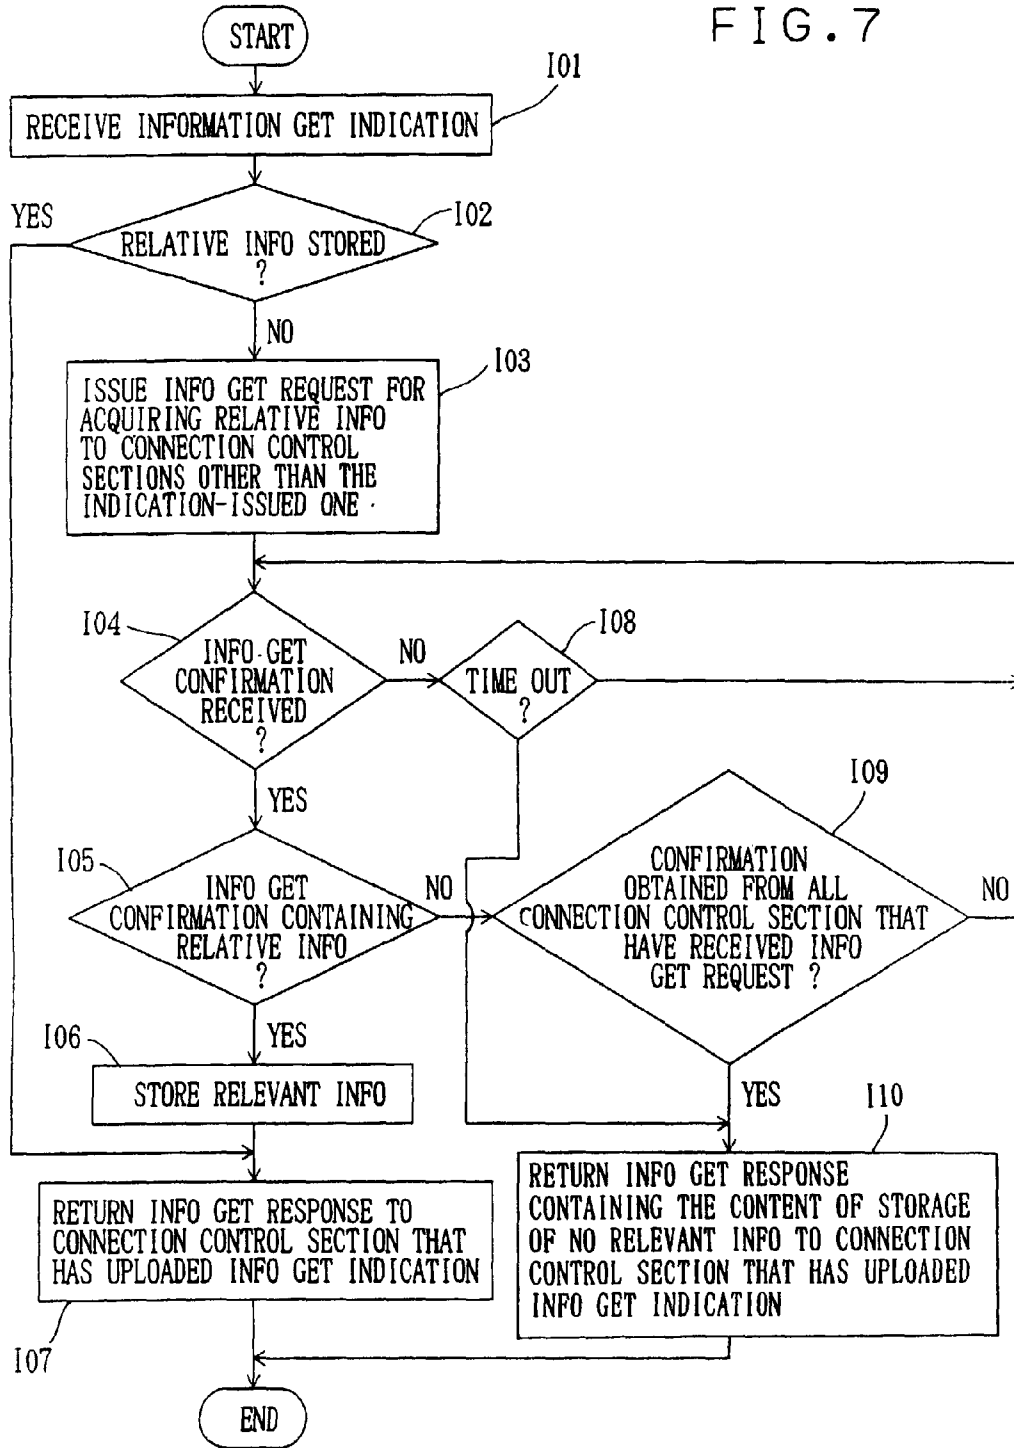 FIG.7
START
I01
RECEIVE INFORMATION GET INDICATION
YES
I02
RELATIVE INFO STORED
?
NO
I03
ISSUE INFO GET REQUEST FOR
ACQUIRING RELATIVE INFO
TO CONNECTION CONTROL
SECTIONS OTHER THAN THE
INDICATION-ISSUED ONE
I04
INFO GET
CONFIRMATION
RECEIVED
?
NO
I08
TIME OUT
?
YES
I09
CONFIRMATION
OBTAINED FROM ALL
CONNECTION CONTROL SECTION THAT
HAVE RECEIVED INFO
GET REQUEST ?
NO
I05
INFO GET
CONFIRMATION CONTAINING
RELATIVE INFO
?
NO
YES
I06
STORE RELEVANT INFO
YES
I10
RETURN INFO GET RESPONSE
CONTAINING THE CONTENT OF STORAGE
OF NO RELEVANT INFO TO CONNECTION
CONTROL SECTION THAT HAS UPLOADED
INFO GET INDICATION
RETURN INFO GET RESPONSE TO
CONNECTION CONTROL SECTION THAT
HAS UPLOADED INFO GET INDICATION
I07
END